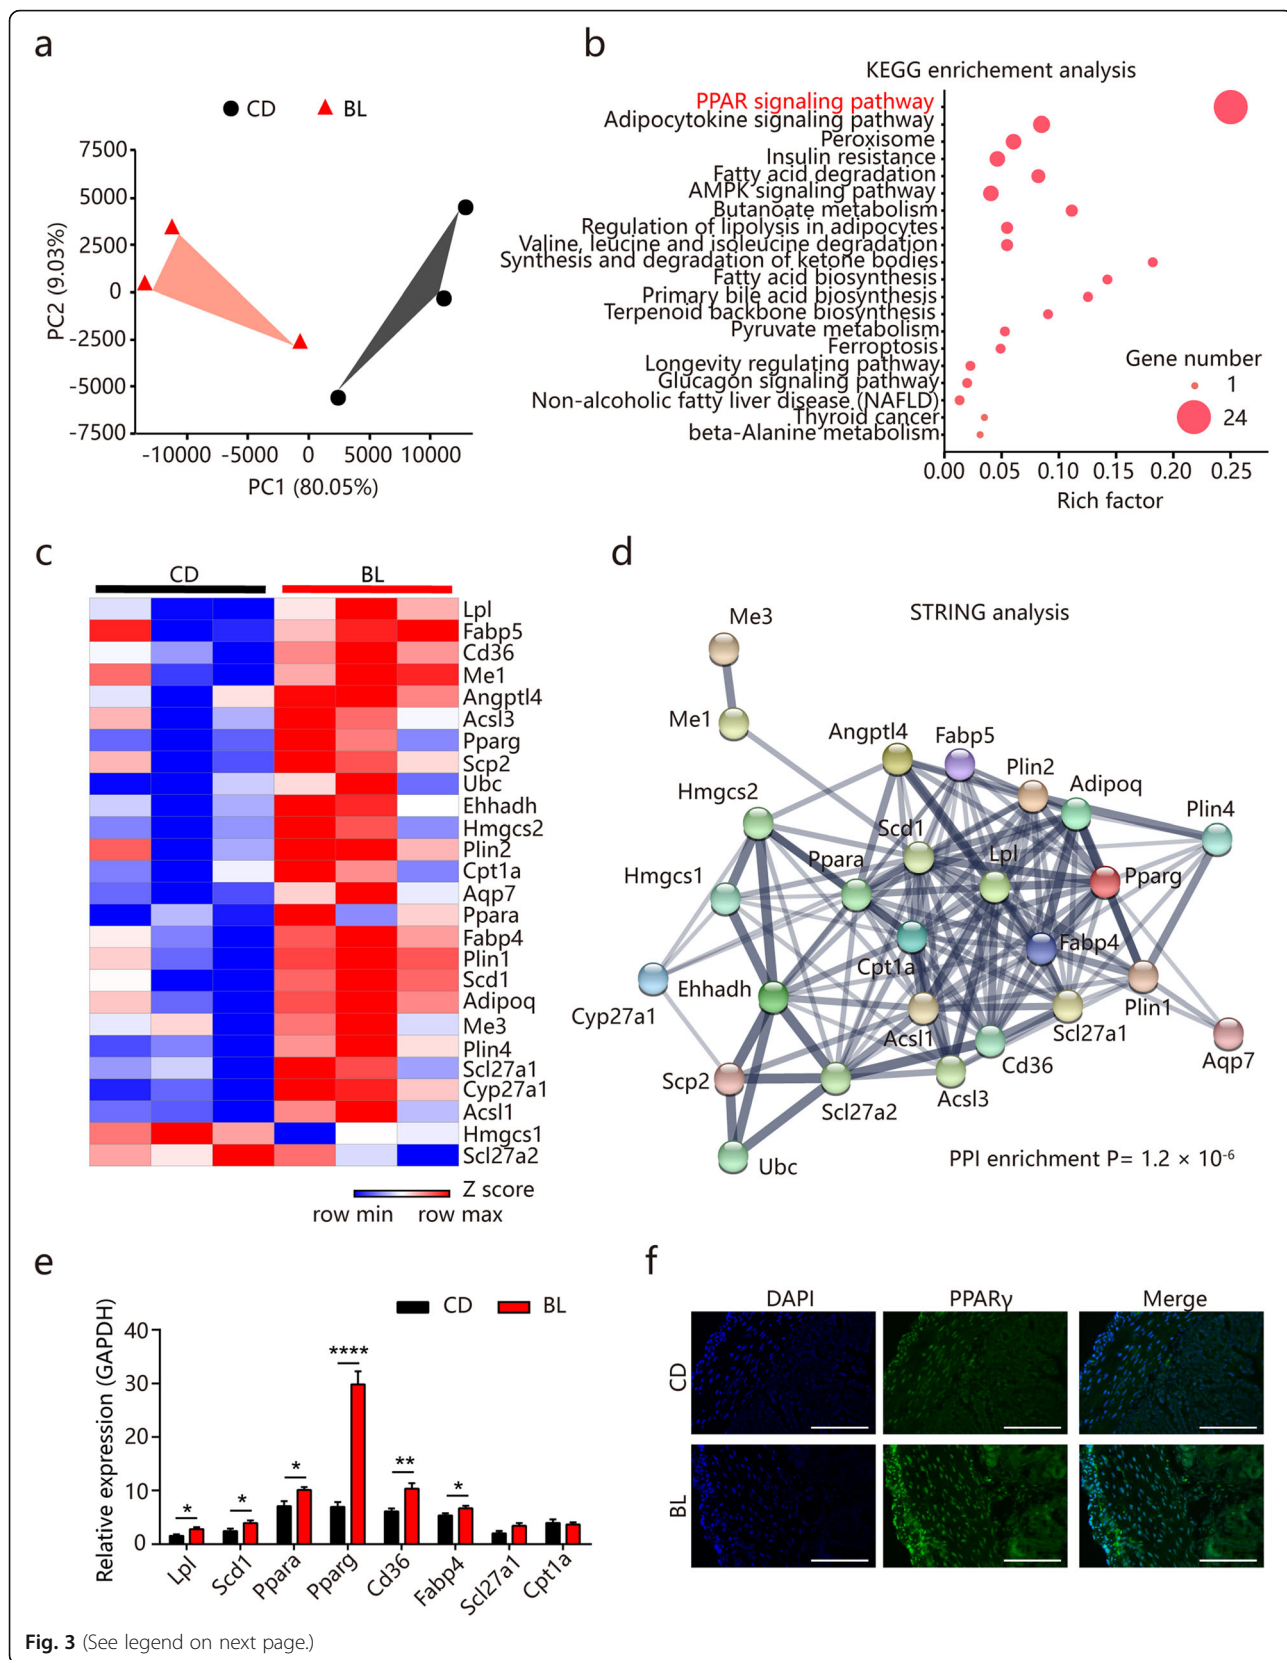 a
CD
BL
7500
5000
2500
0
-2500
-5000
-7500
PC2 (9.03%)
-10000 -5000 0 5000 10000
PC1 (80.05%)
b
KEGG enrichement analysis
PPAR signaling pathway
Adipocytokine signaling pathway
Peroxisome
Insulin resistance
Fatty acid degradation
AMPK signaling pathway
Butanoate metabolism
Regulation of lipolysis in adipocytes
Valine, leucine and isoleucine degradation
Synthesis and degradation of ketone bodies
Fatty acid biosynthesis
Primary bile acid biosynthesis
Terpenoid backbone biosynthesis
Pyruvate metabolism
Ferroptosis
Longevity regulating pathway
Glucagon signaling pathway
Non-alcoholic fatty liver disease (NAFLD)
Thyroid cancer
beta-Alanine metabolism
Gene number
1
24
0.00 0.05 0.10 0.15 0.20 0.25
Rich factor
c
CD BL
Lpl
Fabp5
Cd36
Me1
Angptl4
Acsl3
Pparg
Scp2
Ubc
Ehhadh
Hmgcs2
Plin2
Cpt1a
Aqp7
Ppara
Fabp4
Plin1
Scd1
Adipoq
Me3
Plin4
Scl27a1
Cyp27a1
Acsl1
Hmgcs1
Scl27a2
Z score
row min row max
d
STRING analysis
Me3
Me1
Angptl4
Fabp5
Plin2
Adipoq
Plin4
Hmgcs2
Scd1
Lpl
Ppara
Pparg
Hmgcs1
Fabp4
Cpt1a
Ehhadh
Plin1
Cyp27a1
Acsl1
Scl27a1
Cd36
Aqp7
Scp2
Scl27a2
Acsl3
Ubc
PPI enrichment P= 1.2 × 10-6
e
CD BL
Relative expression (GAPDH)
40
30
20
10
0
*
*
*
****
**
*
Lpl
Scd1
Ppara
Pparg
Cd36
Fabp4
Scl27a1
Cpt1a
f
DAPI PPARγ Merge
CD
BL
Fig. 3 (See legend on next page.)